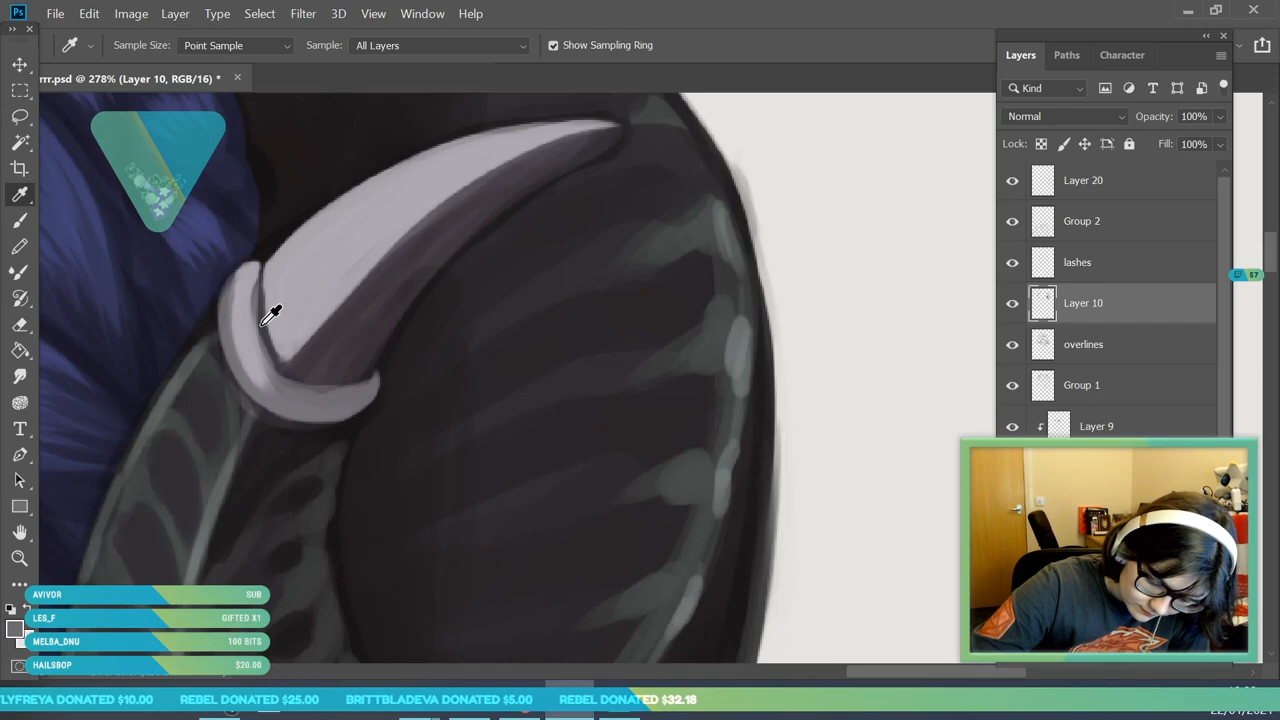 Ps File Edit Image Layer Type Select Filter 3D View Window Help
Sample Size: Point Sample Sample: All Layers Show Sampling Ring
rrr.psd @ 278% (Layer 10, RGB/16) *
Layers Paths Character
Kind
Normal Opacity: 100%
Lock: Fill: 100%
Layer 20
Group 2
lashes
57
Layer 10
overlines
Group 1
Layer 9
AVIVOR SUB
LES_F GIFTED X1
MELBA_DNU 100 BITS
HAILSBOP $20.00
LYFREYA DONATED $10.00 REBEL DONATED $25.00 BRITTBLADEVA DONATED $5.00 REBEL DONATED $32.18